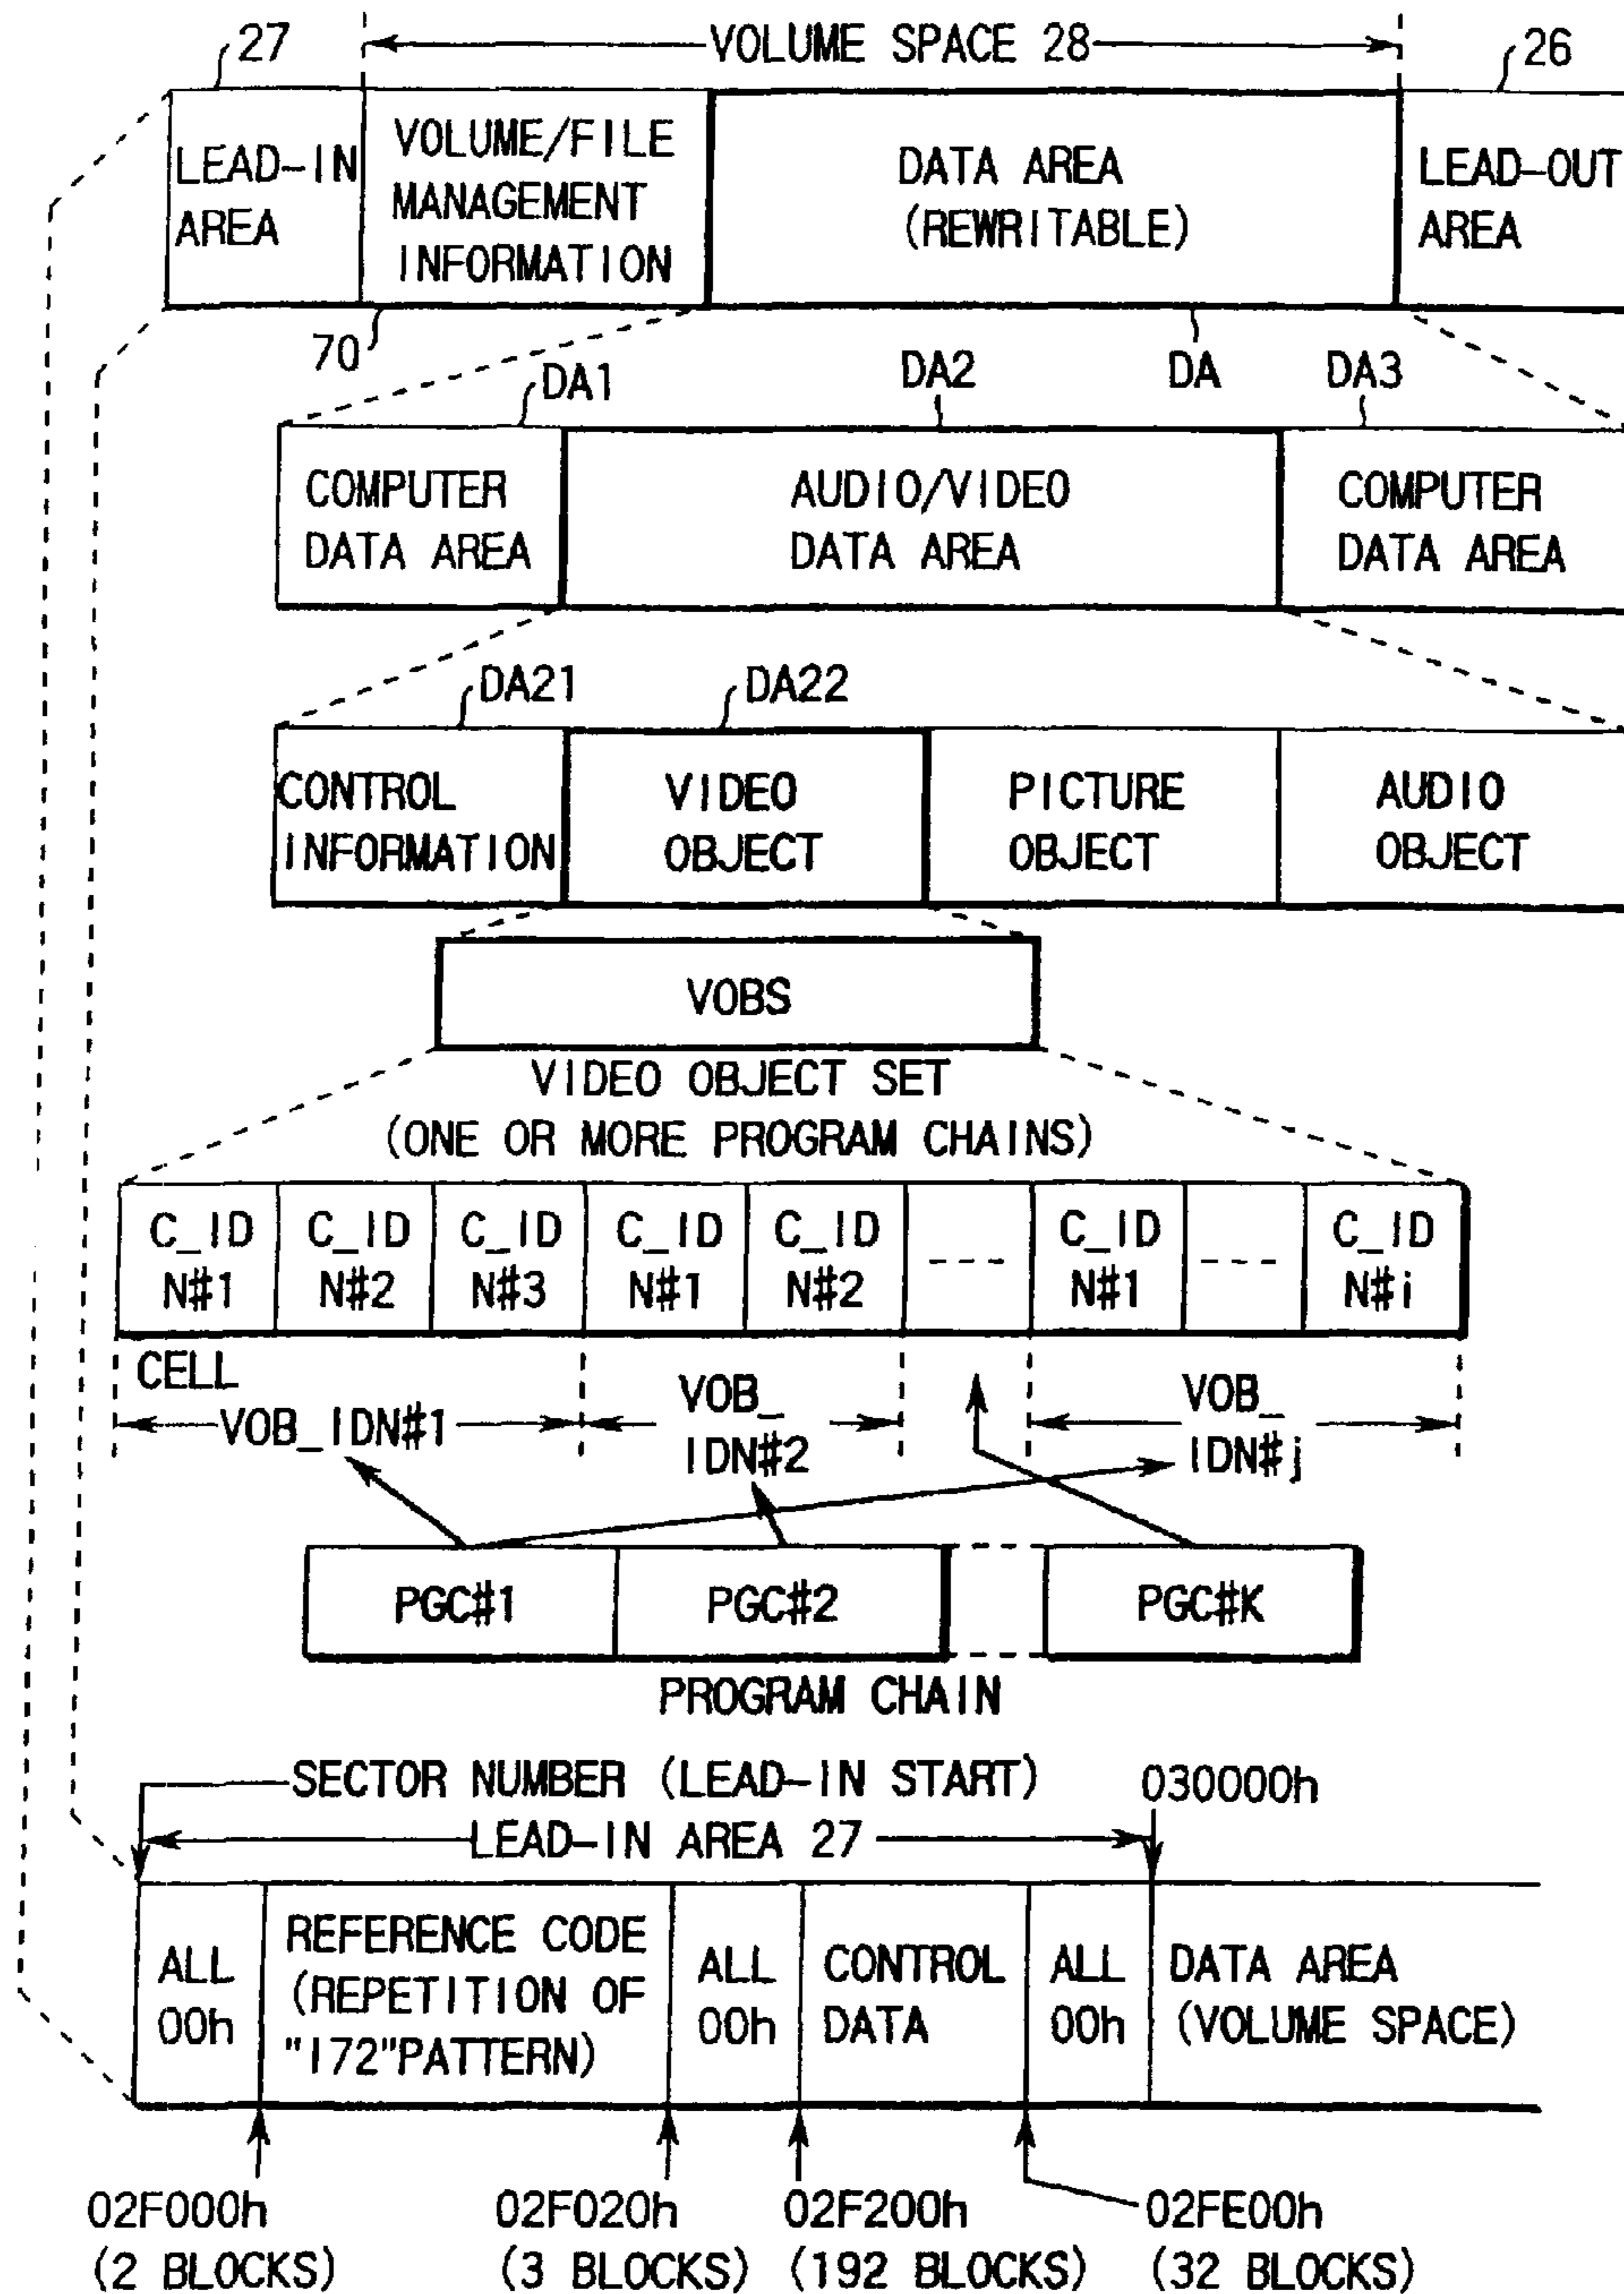 27
VOLUME SPACE 28
26
LEAD-IN
AREA
VOLUME/FILE
MANAGEMENT
INFORMATION
DATA AREA
(REWRITABLE)
LEAD-OUT
AREA
70
DA1
DA2
DA
DA3
COMPUTER
DATA AREA
AUDIO/VIDEO
DATA AREA
COMPUTER
DATA AREA
DA21
DA22
CONTROL
INFORMATION
VIDEO
OBJECT
PICTURE
OBJECT
AUDIO
OBJECT
VOBS
VIDEO OBJECT SET
(ONE OR MORE PROGRAM CHAINS)
C_ID
N#1
C_ID
N#2
C_ID
N#3
C_ID
N#1
C_ID
N#2
----
C_ID
N#1
----
C_ID
N#i
CELL
VOB_IDN#1
VOB_
IDN#2
VOB_
IDN#j
PGC#1
PGC#2
PGC#K
PROGRAM CHAIN
SECTOR NUMBER (LEAD-IN START)
030000h
LEAD-IN AREA 27
ALL
00h
REFERENCE CODE
(REPETITION OF
"172"PATTERN)
ALL
00h
CONTROL
DATA
ALL
00h
DATA AREA
(VOLUME SPACE)
02F000h
(2 BLOCKS)
02F020h
(3 BLOCKS)
02F200h
(192 BLOCKS)
02FE00h
(32 BLOCKS)